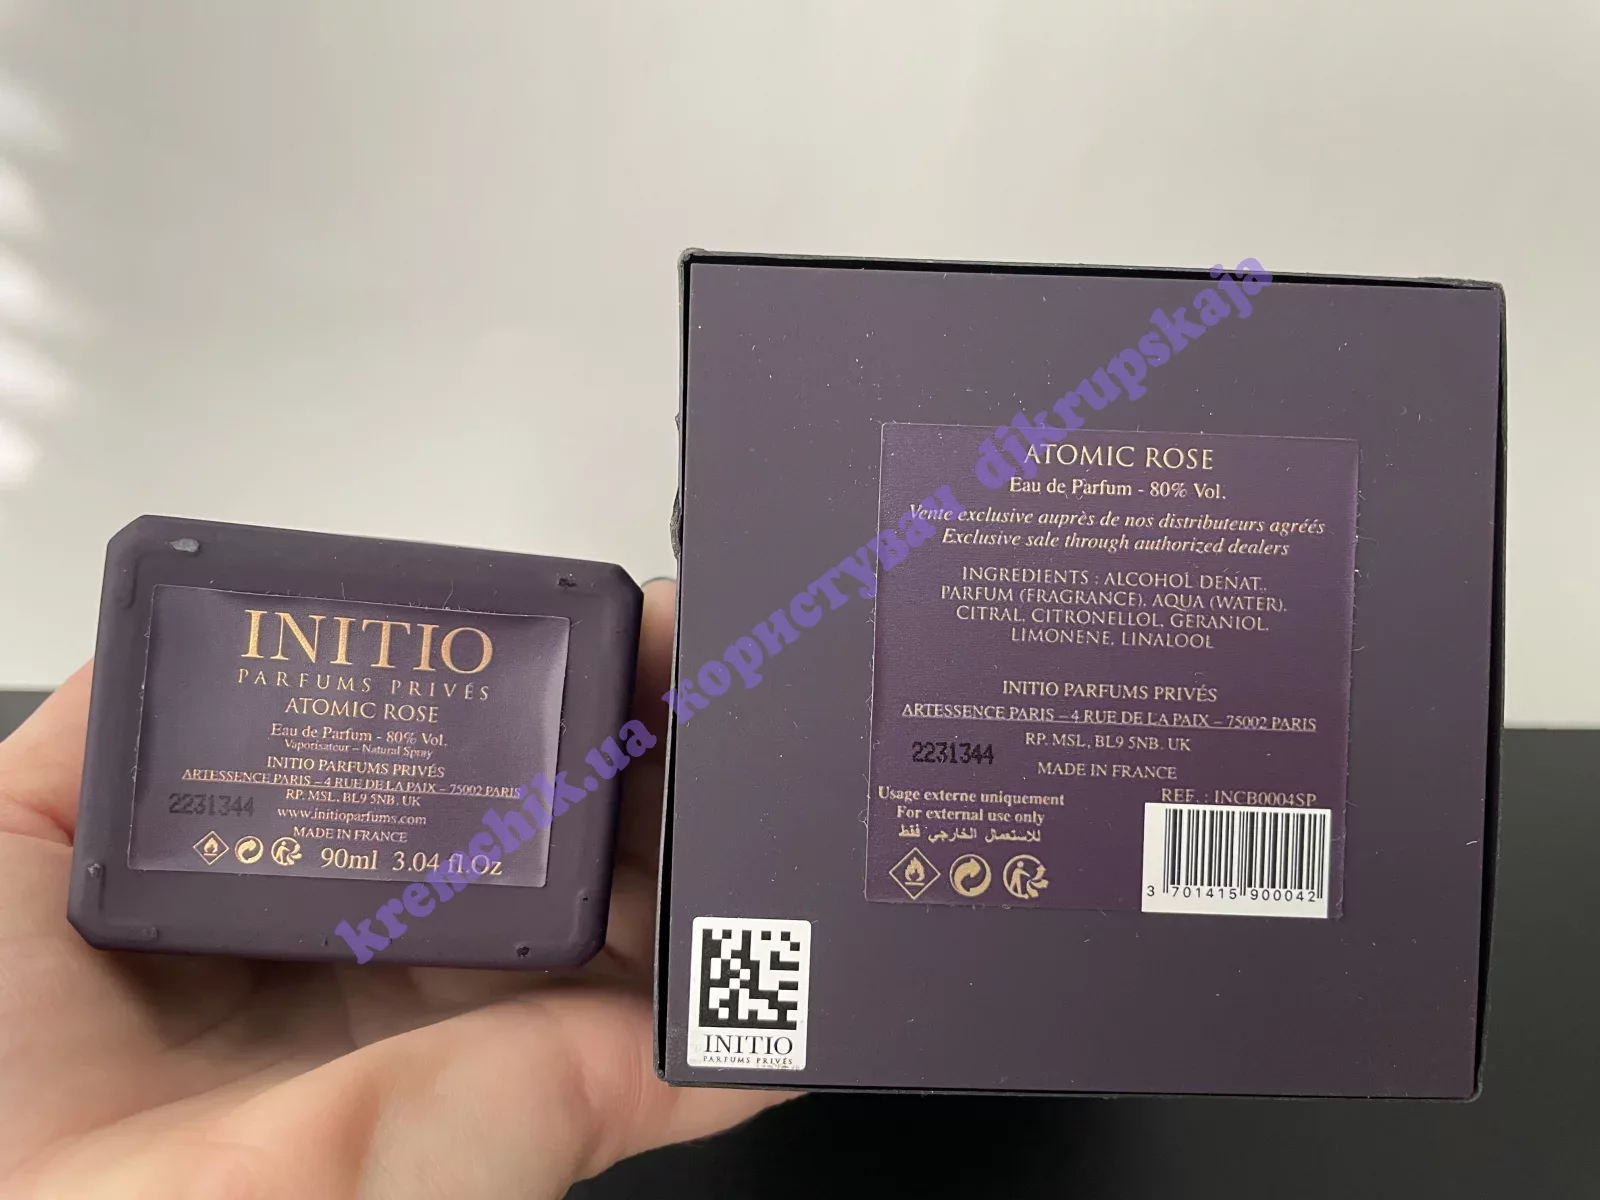 INITIO
PARFUMS PRIVÉS
ATOMIC ROSE
Eau de Parfum - 80% Vol.
Vaporisateur – Natural Spray
INITIO PARFUMS PRIVÉS
ARTESSENCE PARIS – 4 RUE DE LA PAIX – 75002 PARIS
RP. MSL, BL9 5NB. UK
2231344
www.initioparfums.com
MADE IN FRANCE
90ml 3.04 fl.Oz
ATOMIC ROSE
Eau de Parfum - 80% Vol.
Vente exclusive auprès de nos distributeurs agréés
Exclusive sale through authorized dealers
INGREDIENTS : ALCOHOL DENAT.,
PARFUM (FRAGRANCE), AQUA (WATER),
CITRAL, CITRONELLOL, GERANIOL,
LIMONENE, LINALOOL
INITIO PARFUMS PRIVÉS
ARTESSENCE PARIS – 4 RUE DE LA PAIX – 75002 PARIS
RP. MSL, BL9 5NB. UK
2231344
MADE IN FRANCE
Usage externe uniquement
For external use only
للاستعمال الخارجي فقط
REF. : INCB0004SP
3 701415 900042
INITIO
PARFUMS PRIVÉS
kremchik.ua користувач djkrupskaja